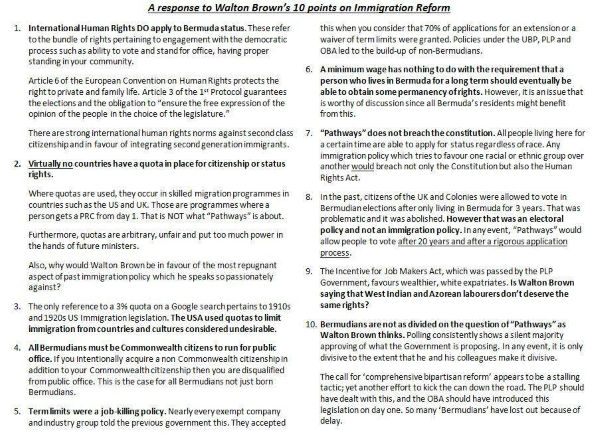 A response to Walton Brown's 10 points on Immigration Reform
1. International Human Rights DO apply to Bermuda status. These refer
to the bundle of rights pertaining to engagement with the democratic
process such as ability to vote and stand for office, having proper
standing in your community.
Article 6 of the European Convention on Human Rights protects the
right to private and family life. Article 3 of the 1st Protocol guarantees
the elections and the obligation to "ensure the free expression of the
opinion of the people in the choice of the legislature."
There are strong international human rights norms against second class
citizenship and in favour of integrating second generation immigrants.
2. Virtually no countries have a quota in place for citizenship or status
rights.
Where quotas are used, they occur in skilled migration programmes in
countries such as the US and UK. Those are programmes where a
person gets a PRC from day 1. That is NOT what "Pathways" is about.
Furthermore, quotas are arbitrary, unfair and put too much power in
the hands of future ministers.
Also, why would Walton Brown be in favour of the most repugnant
aspect of past immigration policy which he speaks so passionately
against?
3. The only reference to a 3% quota on a Google search pertains to 1910s
and 1920s US Immigration legislation. The USA used quotas to limit
immigration from countries and cultures considered undesirable.
4. All Bermudians must be Commonwealth citizens to run for public
office. If you intentionally acquire a non Commonwealth citizenship in
addition to your Commonwealth citizenship then you are disqualified
from public office. This is the case for all Bermudians not just born
Bermudians.
5. Term limits were a job-killing policy. Nearly every exempt company
and industry group told the previous government this. They accepted
this when you consider that 70% of applications for an extension or a
waiver of term limits were granted. Policies under the UBP, PLP and
OBA led to the build-up of non-Bermudians.
6. A minimum wage has nothing to do with the requirement that a
person who lives in Bermuda for a long term should eventually be
able to obtain some permanency of rights. However, it is an issue that
is worthy of discussion since all Bermuda's residents might benefit
from this.
7. "Pathways" does not breach the constitution. All people living here for
a certain time are able to apply for status regardless of race. Any
immigration policy which tries to favour one racial or ethnic group over
another would breach not only the Constitution but also the Human
Rights Act.
8. In the past, citizens of the UK and Colonies were allowed to vote in
Bermudian elections after only living in Bermuda for 3 years. That was
problematic and it was abolished. However that was an electoral
policy and not an immigration policy. In any event, "Pathways" would
allow people to vote after 20 years and after a rigorous application
process.
9. The Incentive for Job Makers Act, which was passed by the PLP
Government, favours wealthier, white expatriates. Is Walton Brown
saying that West Indian and Azorean labourers don't deserve the
same rights?
10. Bermudians are not as divided on the question of "Pathways" as
Walton Brown thinks. Polling consistently shows a silent majority
approving of what the Government is proposing. In any event, it is only
divisive to the extent that he and his colleagues make it divisive.
The call for 'comprehensive bipartisan reform' appears to be a stalling
tactic; yet another effort to kick the can down the road. The PLP should
have dealt with this, and the OBA should have introduced this
legislation on day one. So many 'Bermudians' have lost out because of
delay.